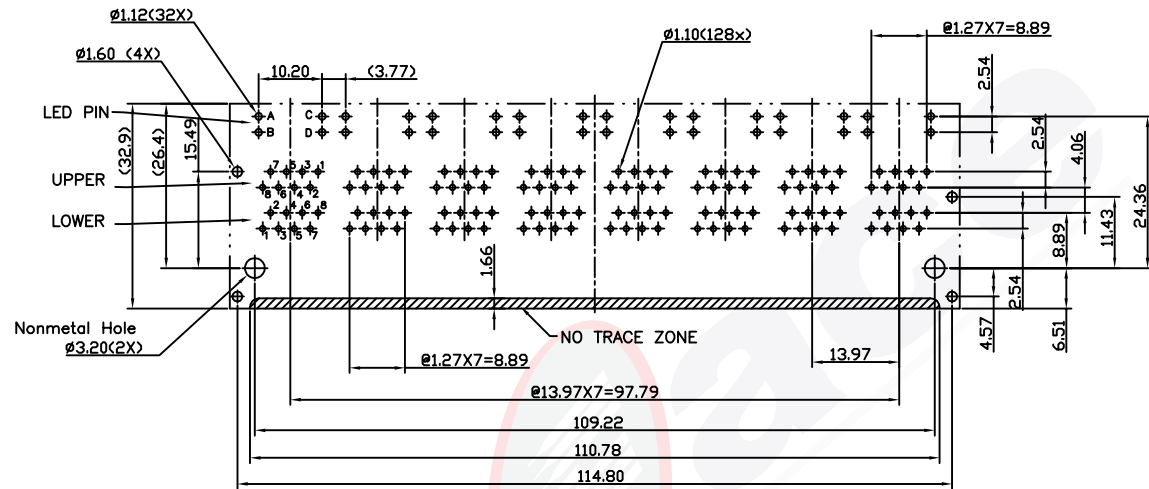 Ø1.12(32X)
Ø1.60 (4X)
10.20
(3.77)
Ø1.10(128x)
@1.27X7=8.89
2.54
LED PIN
A
C
B
D
(32.9)
(26.4)
15.49
2.54
4.06
24.36
7 5 3 1
UPPER
8 6 4 2
2 4 6 8
LOWER
1 3 5 7
1.66
8.89
11.43
2.54
4.57
6.51
Nonmetal Hole
Ø3.20(2X)
NO TRACE ZONE
@1.27X7=8.89
13.97
@13.97X7=97.79
109.22
110.78
114.80